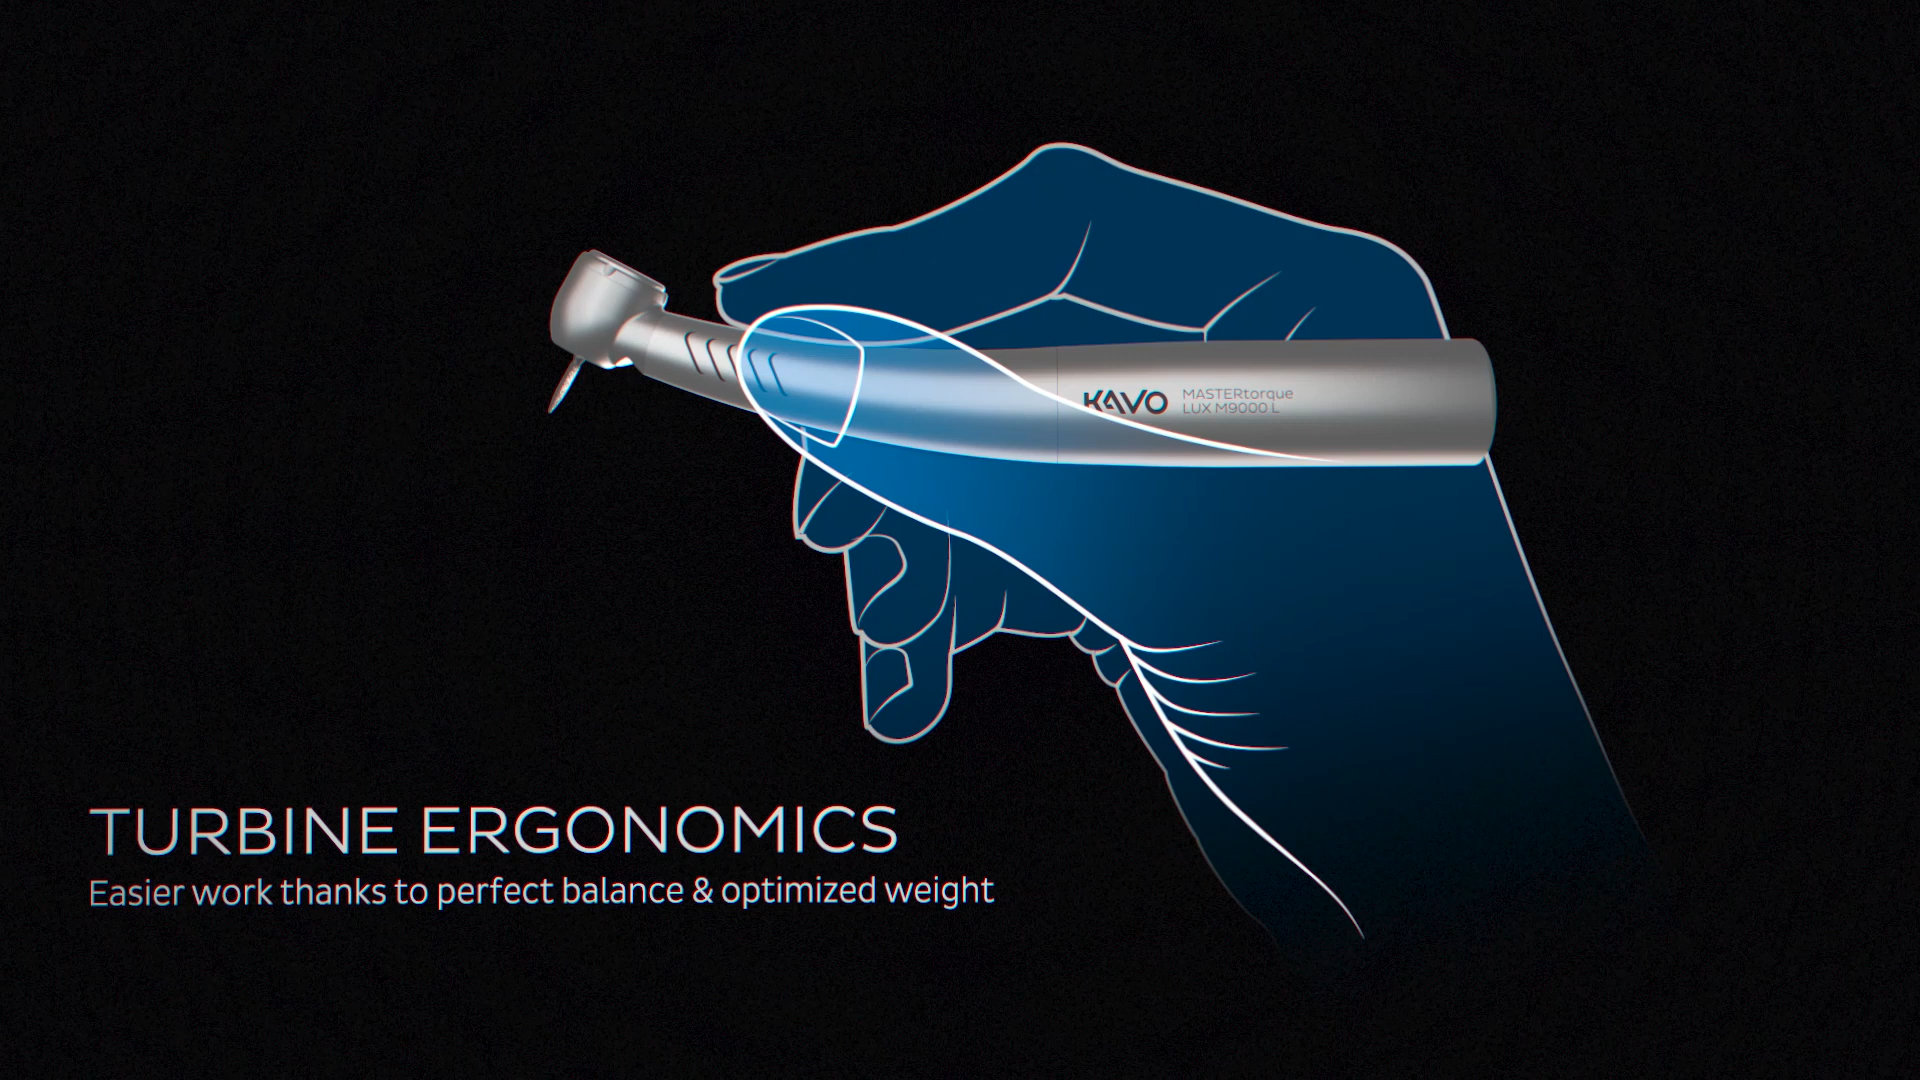 KAVO MASTERtorque
LUX M9000 L
TURBINE ERGONOMICS
Easier work thanks to perfect balance & optimized weight